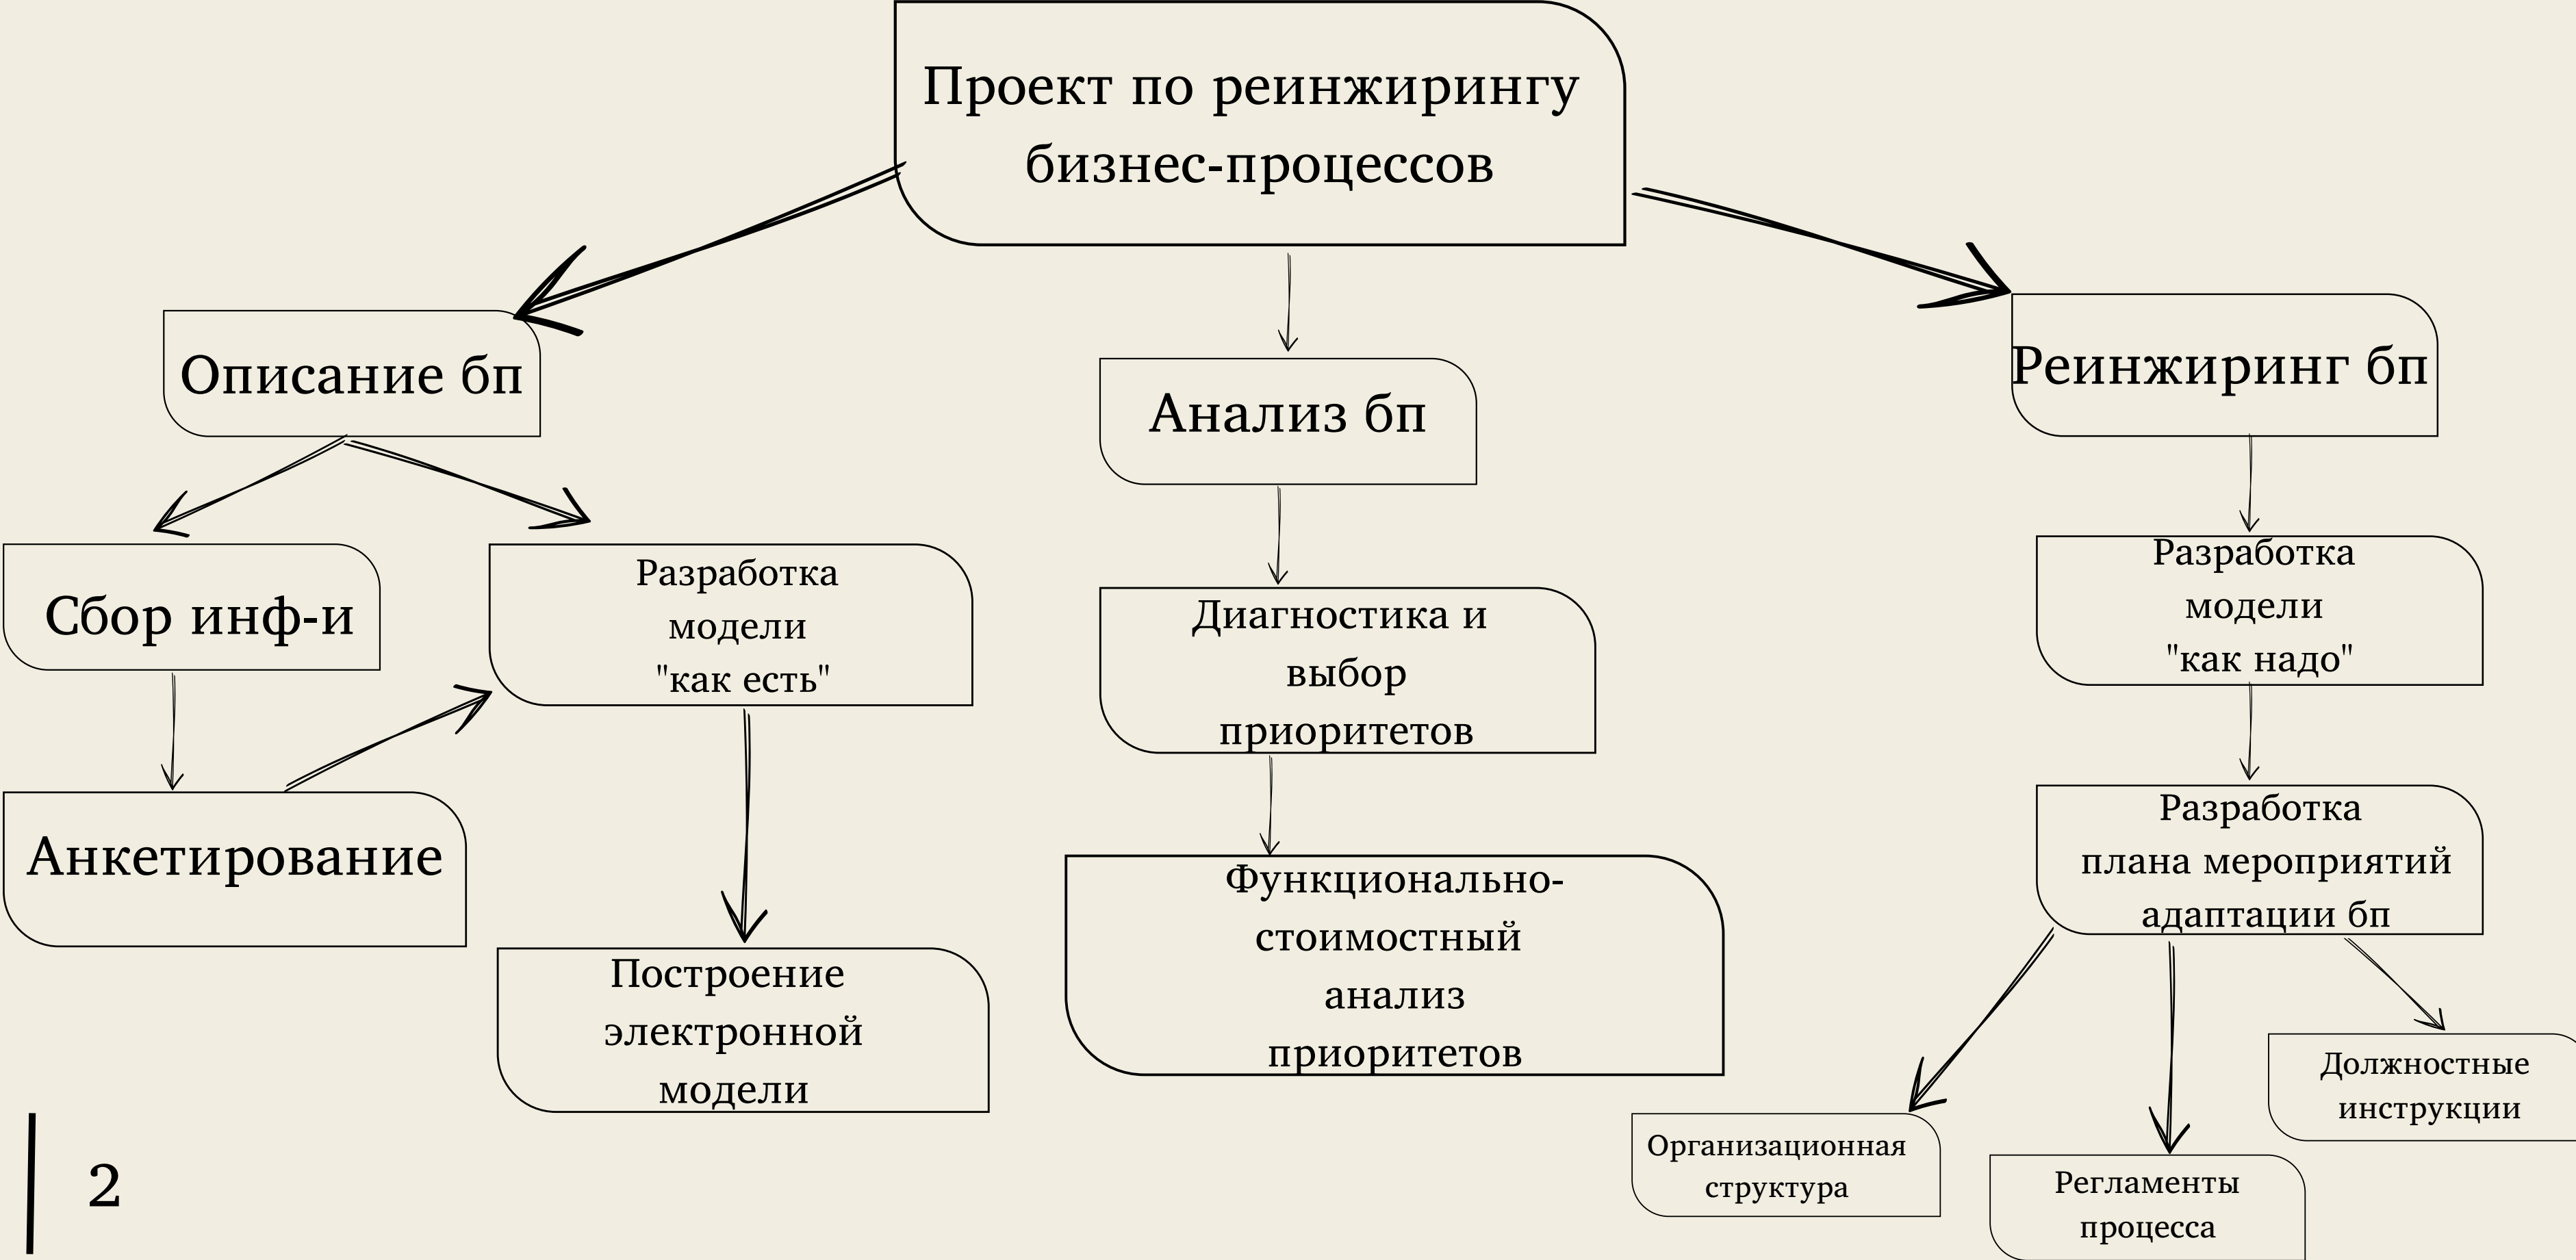 Проект по реинжирингу
бизнес-процессов
Описание бп
Анализ бп
Реинжиринг бп
Сбор инф-и
Разработка
модели
"как есть"
Диагностика и
выбор
приоритетов
Разработка
модели
"как надо"
Анкетирование
Построение
электронной
модели
Функционально-
стоимостный
анализ
приоритетов
Разработка
плана мероприятий
адаптации бп
Организационная
структура
Регламенты
процесса
Должностные
инструкции
2